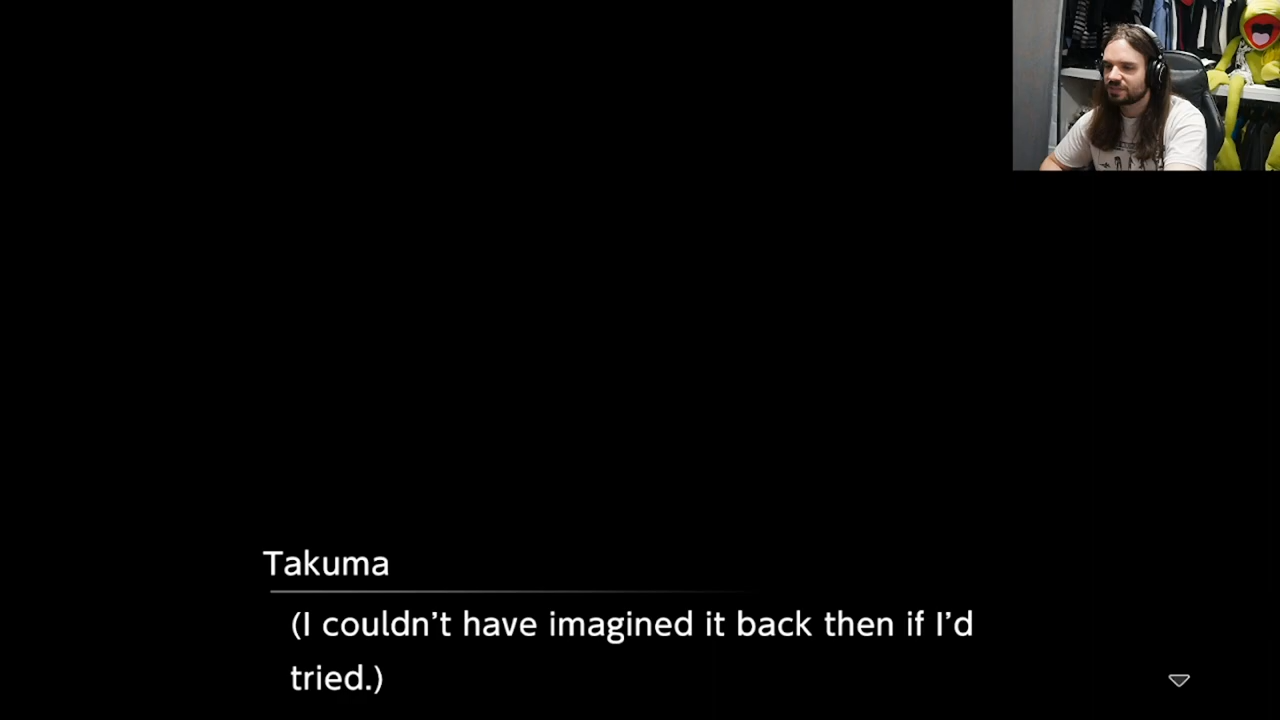 Takuma
(I couldn’t have imagined it back then if I’d
tried.)